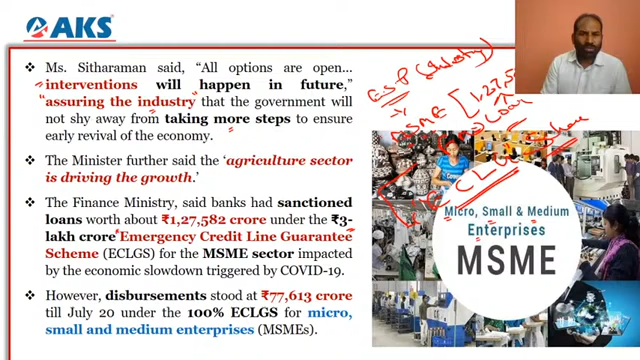 AKS
Ms. Sitharaman said, “All options are open...
interventions will happen in future,”
“assuring the industry” that the government will
not shy away from taking more steps to ensure
early revival of the economy.
The Minister further said the ‘agriculture sector
is driving the growth.’
The Finance Ministry, said banks had sanctioned
loans worth about ₹1,27,582 crore under the ₹3-
lakh crore ‘Emergency Credit Line Guarantee
Scheme (ECLGS) for the MSME sector impacted
by the economic slowdown triggered by COVID-19.
However, disbursements stood at ₹77,613 crore
till July 20 under the 100% ECLGS for micro,
small and medium enterprises (MSMEs).
(Industry)
MSME
Micro, Small & Medium
Enterprises
MSME